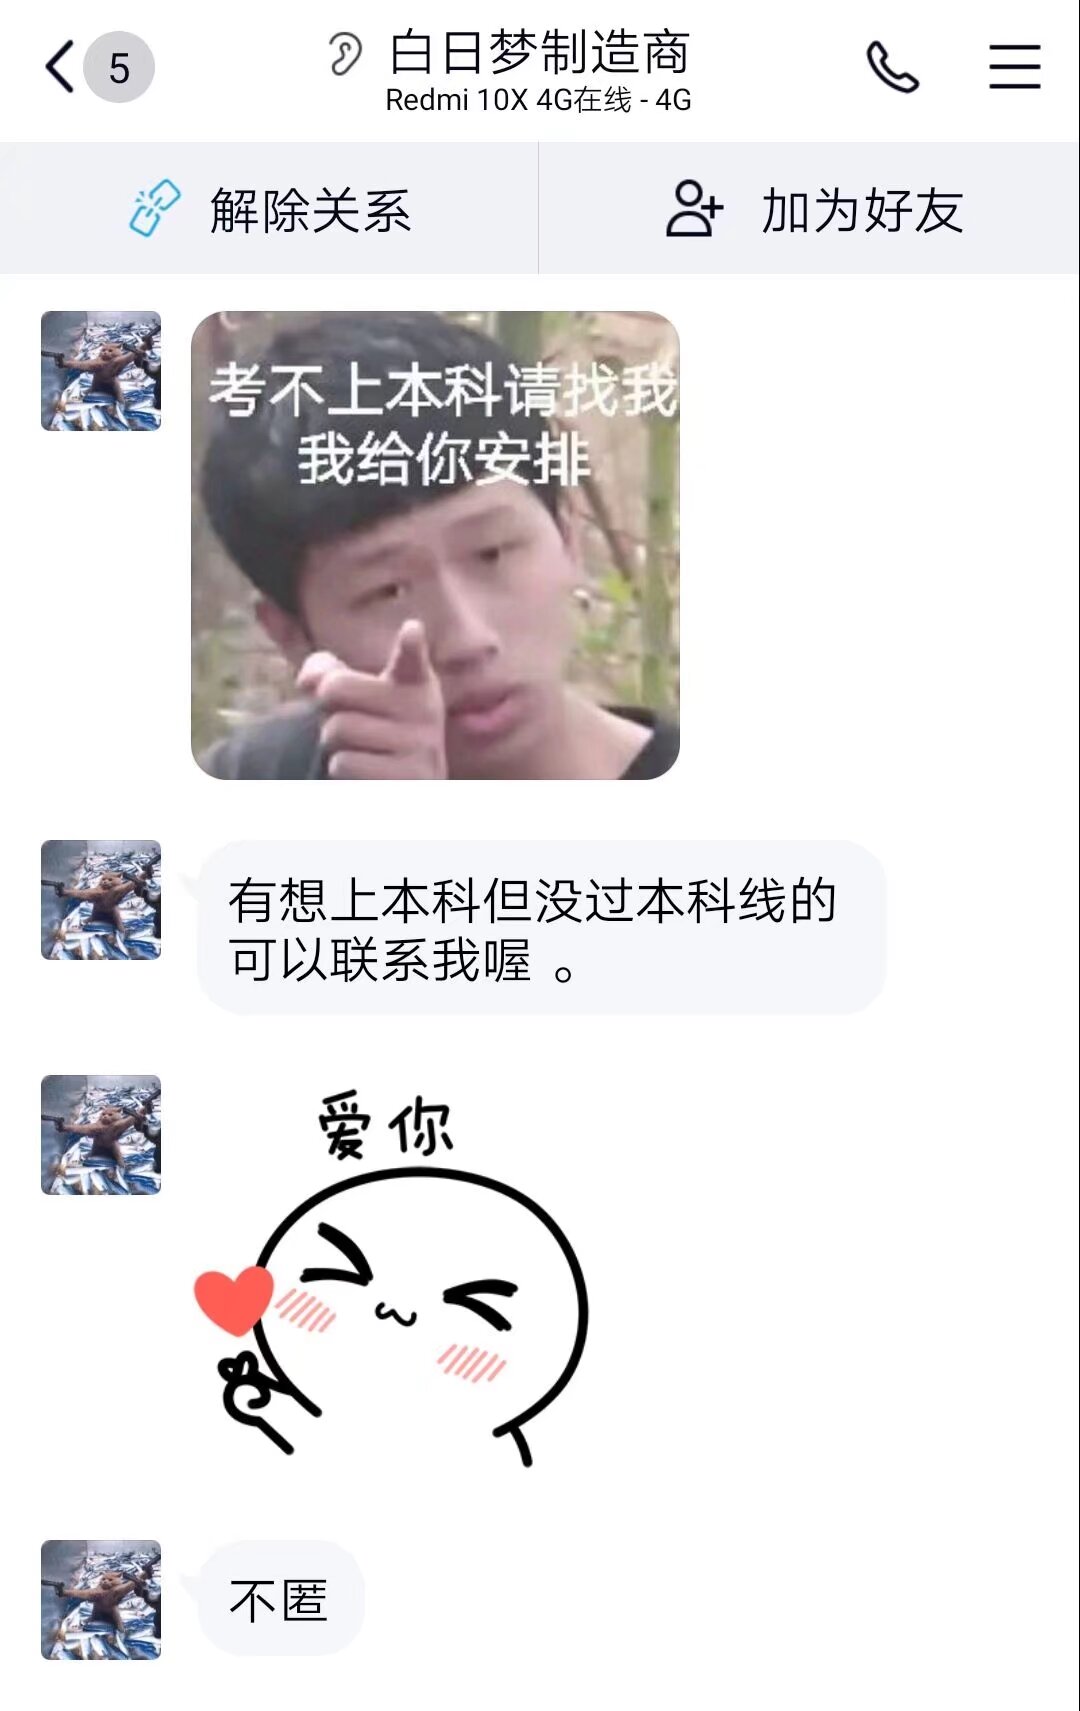 5
白日梦制造商
Redmi 10X 4G在线 - 4G
解除关系
加为好友
考不上本科请找我
我给你安排
有想上本科但没过本科线的
可以联系我喔 。
爱你
不匿